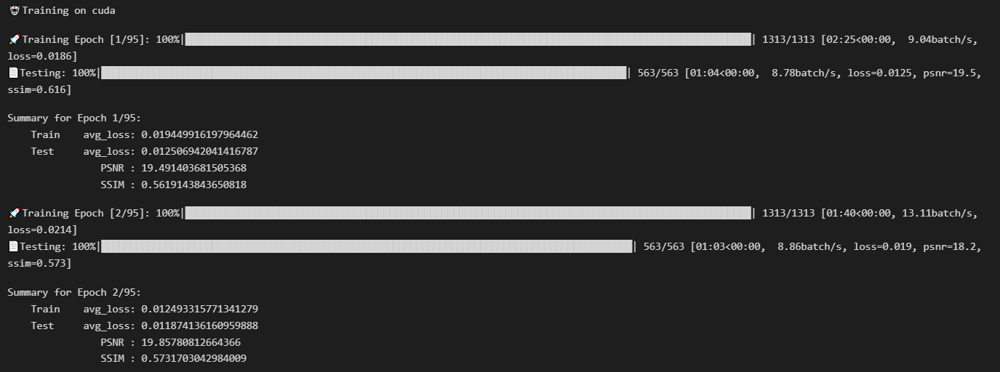 🤖Training on cuda
🚀Training Epoch [1/95]: 100%|██████████| 1313/1313 [02:25<00:00,  9.04batch/s,
loss=0.0186]
📄Testing: 100%|██████████| 563/563 [01:04<00:00,  8.78batch/s, loss=0.0125, psnr=19.5,
ssim=0.616]
Summary for Epoch 1/95:
    Train    avg_loss: 0.019449916197964462
    Test     avg_loss: 0.012506942041416787
                PSNR : 19.491403681505368
                SSIM : 0.5619143843650818
🚀Training Epoch [2/95]: 100%|██████████| 1313/1313 [01:40<00:00, 13.11batch/s,
loss=0.0214]
📄Testing: 100%|██████████| 563/563 [01:03<00:00,  8.86batch/s, loss=0.019, psnr=18.2,
ssim=0.573]
Summary for Epoch 2/95:
    Train    avg_loss: 0.012493315771341279
    Test     avg_loss: 0.011874136160959888
                PSNR : 19.85780812664366
                SSIM : 0.5731703042984009